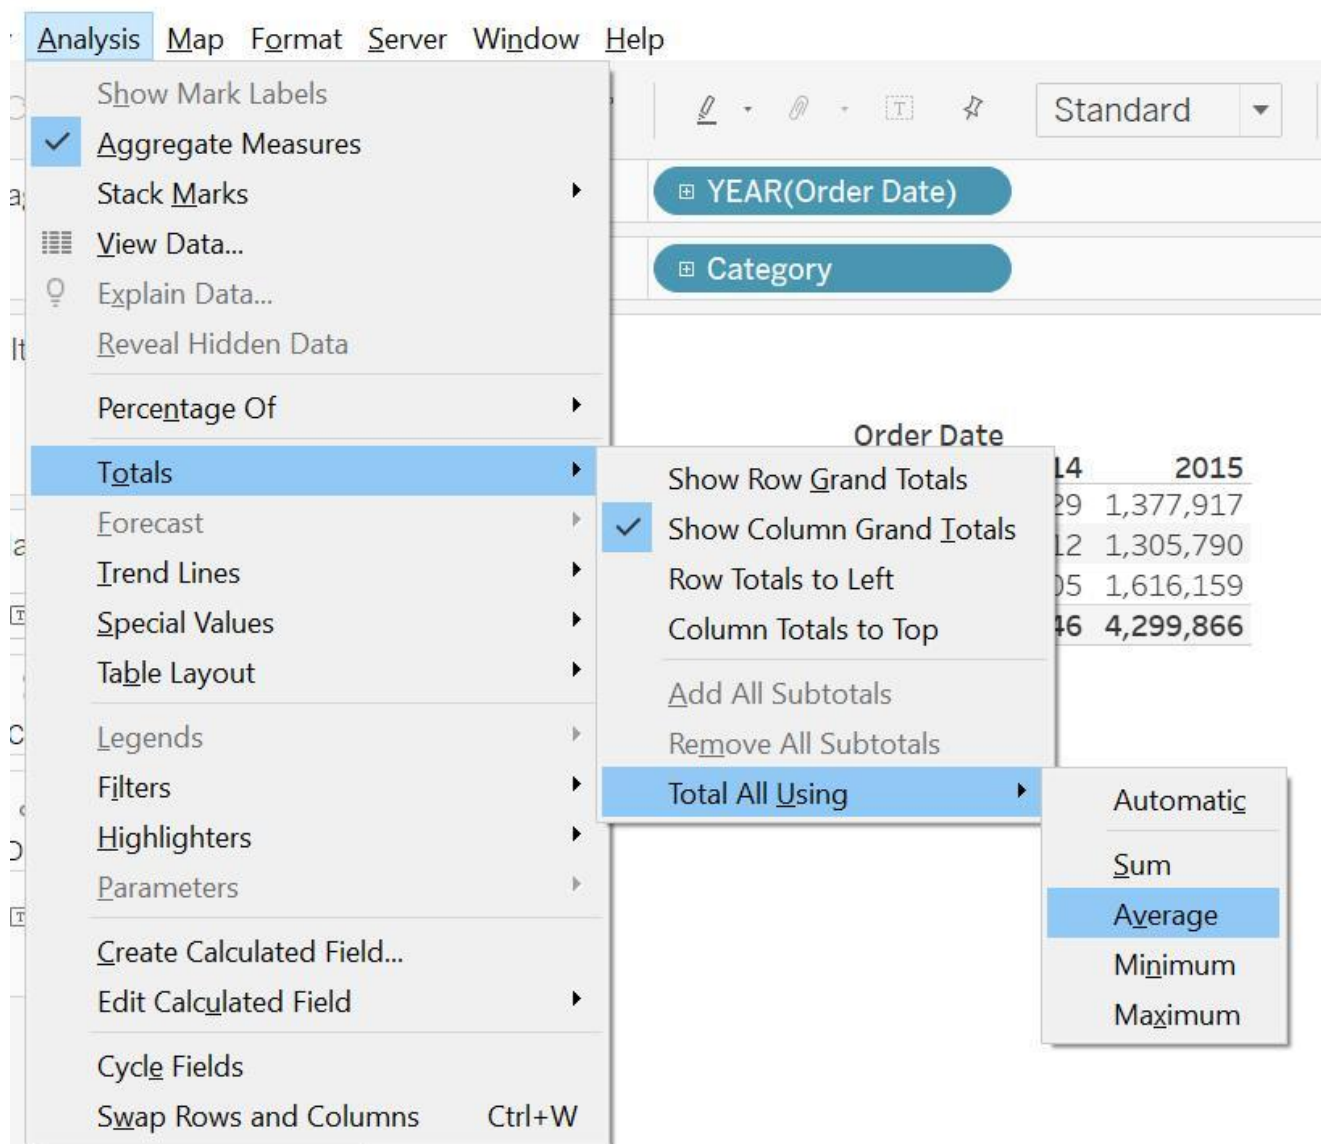 Analysis Map Format Server Window Help
Show Mark Labels
Aggregate Measures
Stack Marks
View Data...
Explain Data...
Reveal Hidden Data
Percentage Of
Totals
Forecast
Trend Lines
Special Values
Table Layout
Legends
Filters
Highlighters
Parameters
Create Calculated Field...
Edit Calculated Field
Cycle Fields
Swap Rows and Columns Ctrl+W
Standard
YEAR(Order Date)
Category
Order Date
14 2015
29 1,377,917
12 1,305,790
05 1,616,159
46 4,299,866
Show Row Grand Totals
Show Column Grand Totals
Row Totals to Left
Column Totals to Top
Add All Subtotals
Remove All Subtotals
Total All Using
Automatic
Sum
Average
Minimum
Maximum